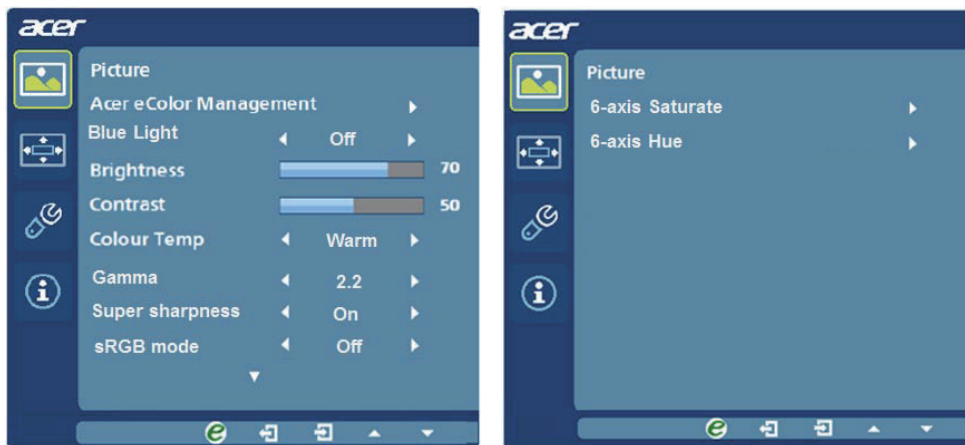 acer
Picture
Acer eColor Management
Blue Light Off
Brightness 70
Contrast 50
Colour Temp Warm
Gamma 2.2
Super sharpness On
sRGB mode Off
e
acer
Picture
6-axis Saturate
6-axis Hue
e